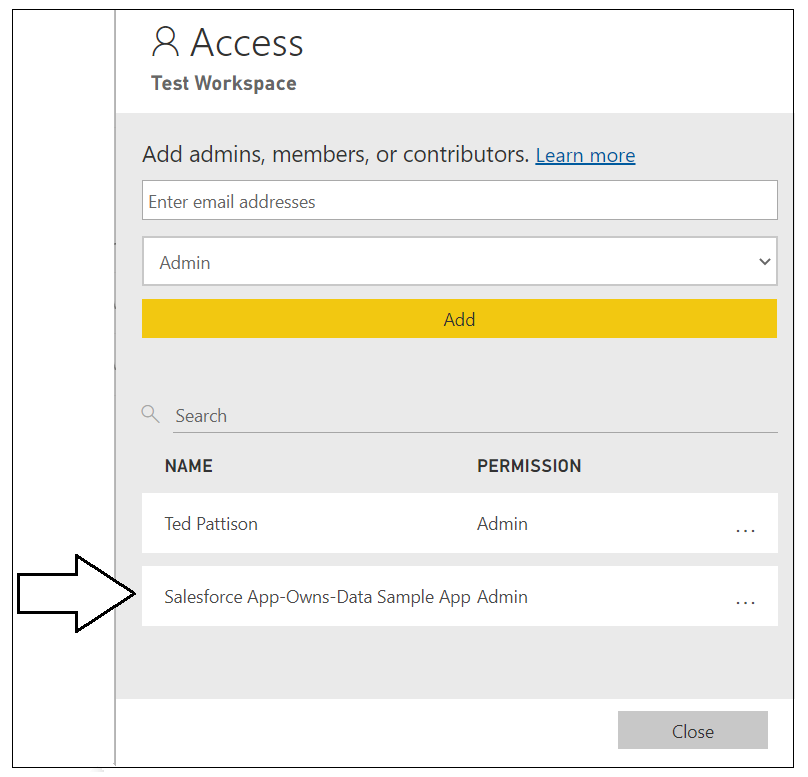 Access
Test Workspace
Add admins, members, or contributors. Learn more
Enter email addresses
Admin
Add
Search
NAME PERMISSION
Ted Pattison Admin ...
Salesforce App-Owns-Data Sample App Admin ...
Close